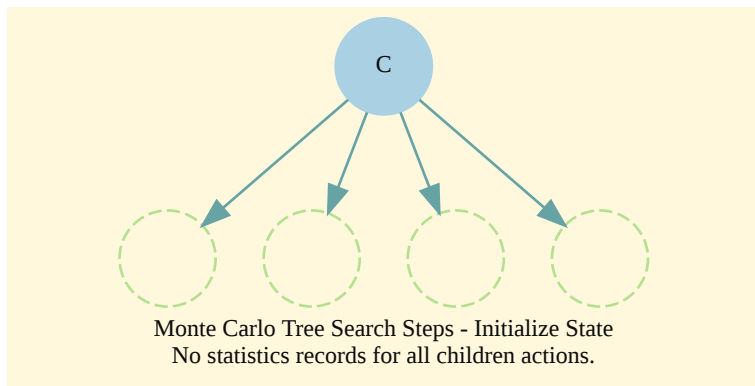 C
Monte Carlo Tree Search Steps - Initialize State
No statistics records for all children actions.